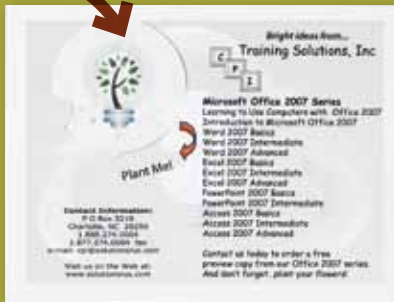 Bright ideas from...
Training Solutions, Inc
C
P
I
Microsoft Office 2007 Series
Learning to Use Computers with Office 2007
Introduction to Microsoft Office 2007
Word 2007 Basics
Word 2007 Intermediate
Word 2007 Advanced
Excel 2007 Basics
Excel 2007 Intermediate
Excel 2007 Advanced
PowerPoint 2007 Basics
PowerPoint 2007 Intermediate
Access 2007 Basics
Access 2007 Intermediate
Access 2007 Advanced
Contact us today to order a free
preview copy from our Office 2007 series.
And don't forget, plant your flowers!
Plant Me!
Contact Information:
P O Box
Charlotte, NC
fax
e-mail:
Visit us on the Web at: